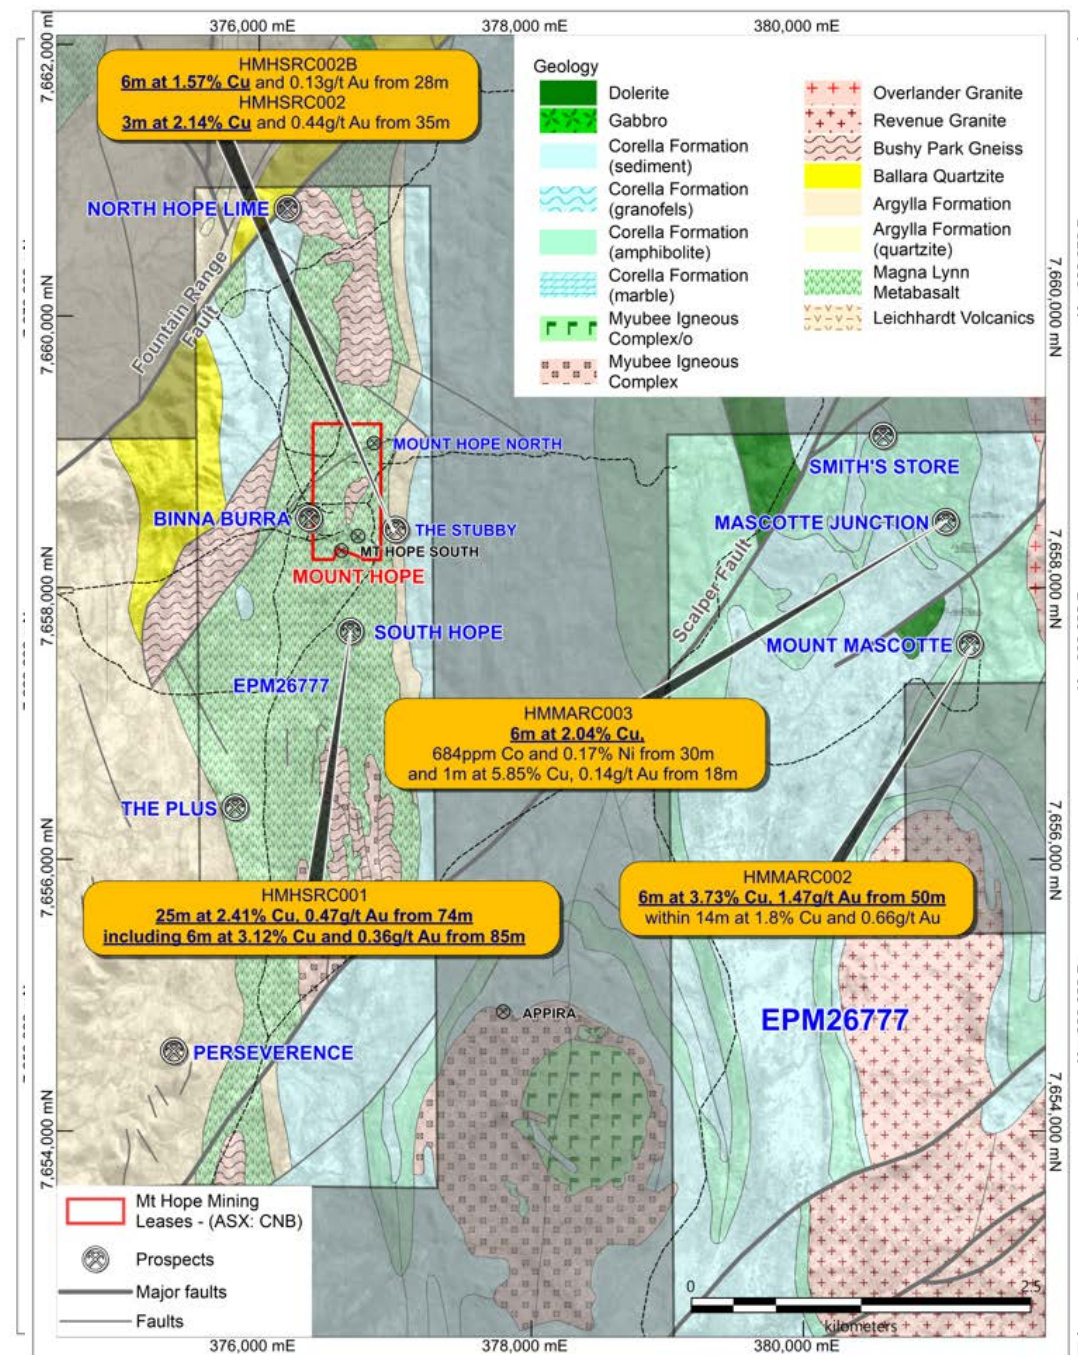 376,000 mE
378,000 mE
380,000 mE
7,662,000 m
HMHSRC002B
6m at 1.57% Cu and 0.13g/t Au from 28m
HMHSRC002
3m at 2.14% Cu and 0.44g/t Au from 35m
Geology
Dolerite
Gabbro
Corella Formation
(sediment)
Corella Formation
(granofels)
Corella Formation
(amphibolite)
Corella Formation
(marble)
Myubee Igneous
Complex/o
Myubee Igneous
Complex
Overlander Granite
Revenue Granite
Bushy Park Gneiss
Ballara Quartzite
Argylla Formation
Argylla Formation
(quartzite)
Magna Lynn
Metabasalt
Leichhardt Volcanics
NORTH HOPE LIME
Fountain Range
Fault
7,660,000 mN
7,660,000 mN
MOUNT HOPE NORTH
SMITH'S STORE
BINNA BURRA
THE STUBBY
MT HOPE SOUTH
MOUNT HOPE
MASCOTTE JUNCTION
Scalper Fault
7,658,000 mN
7,658,000 mN
SOUTH HOPE
MOUNT MASCOTTE
EPM26777
HMMARC003
6m at 2.04% Cu,
684ppm Co and 0.17% Ni from 30m
and 1m at 5.85% Cu, 0.14g/t Au from 18m
THE PLUS
7,656,000 mN
7,656,000 mN
HMHSRC001
25m at 2.41% Cu, 0.47g/t Au from 74m
including 6m at 3.12% Cu and 0.36g/t Au from 85m
HMMARC002
6m at 3.73% Cu, 1.47g/t Au from 50m
within 14m at 1.8% Cu and 0.66g/t Au
APPIRA
EPM26777
PERSEVERENCE
7,654,000 mN
7,654,000 mN
Mt Hope Mining
Leases - (ASX: CNB)
Prospects
Major faults
Faults
0
2.5
kilometers
376,000 mE
378,000 mE
380,000 mE